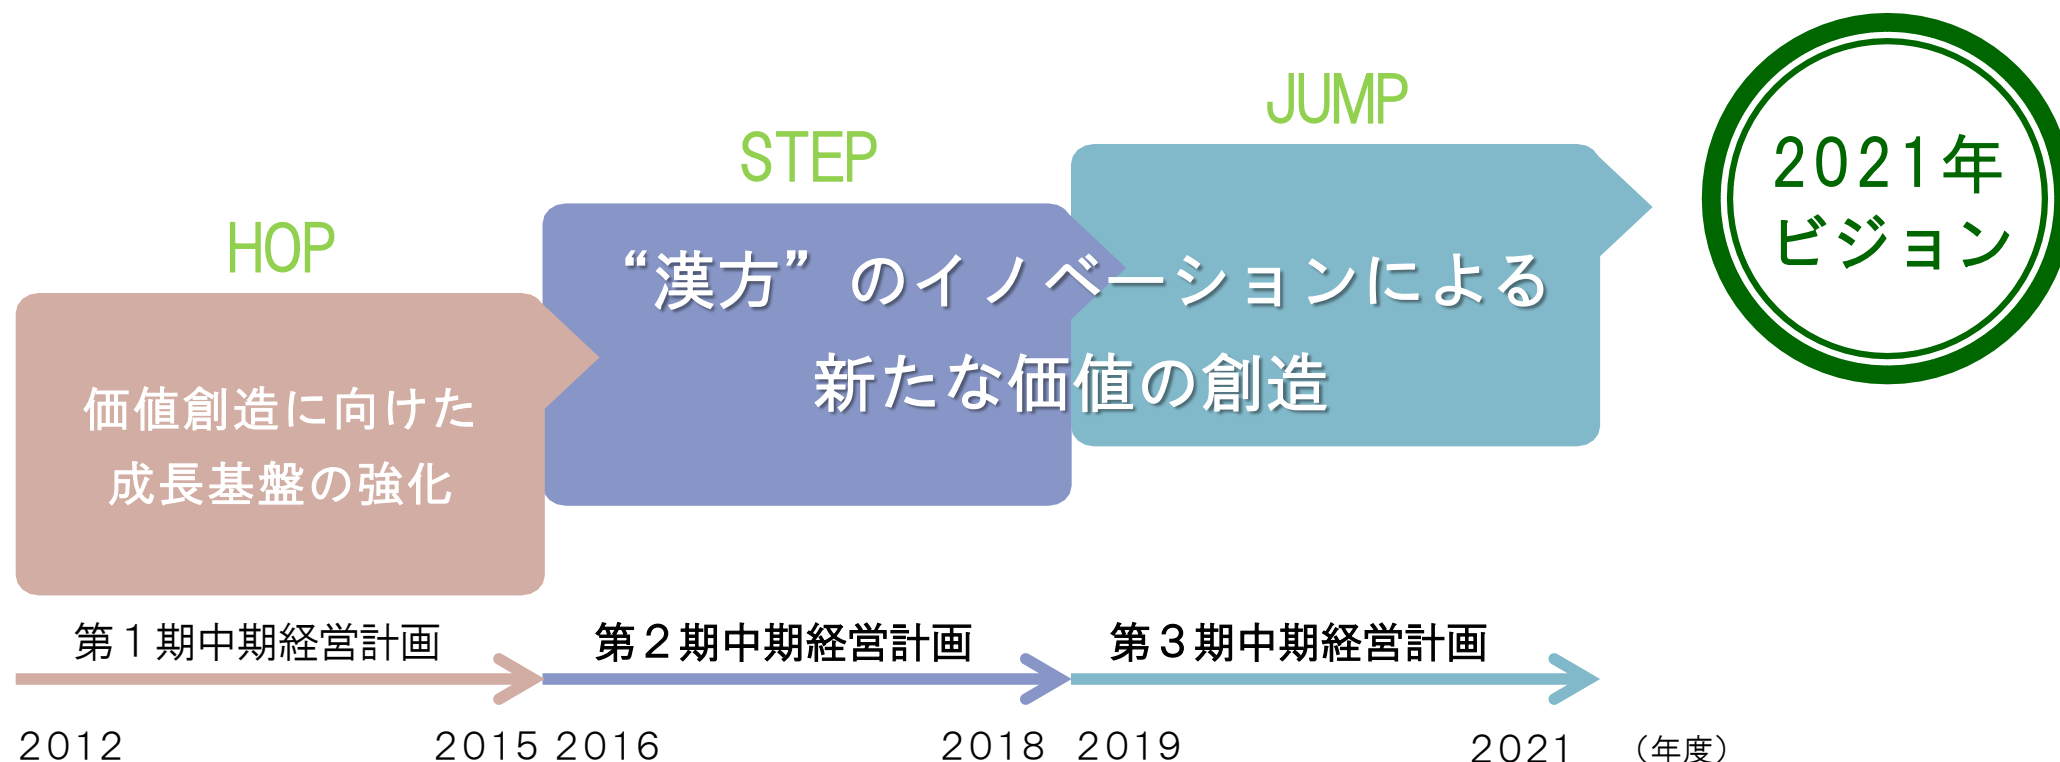 HOP
STEP
JUMP
価値創造に向けた
成長基盤の強化
“漢方”のイノベーションによる
新たな価値の創造
2021年
ビジョン
第１期中期経営計画
第２期中期経営計画
第３期中期経営計画
2012
2015
2016
2018
2019
2021
（年度）